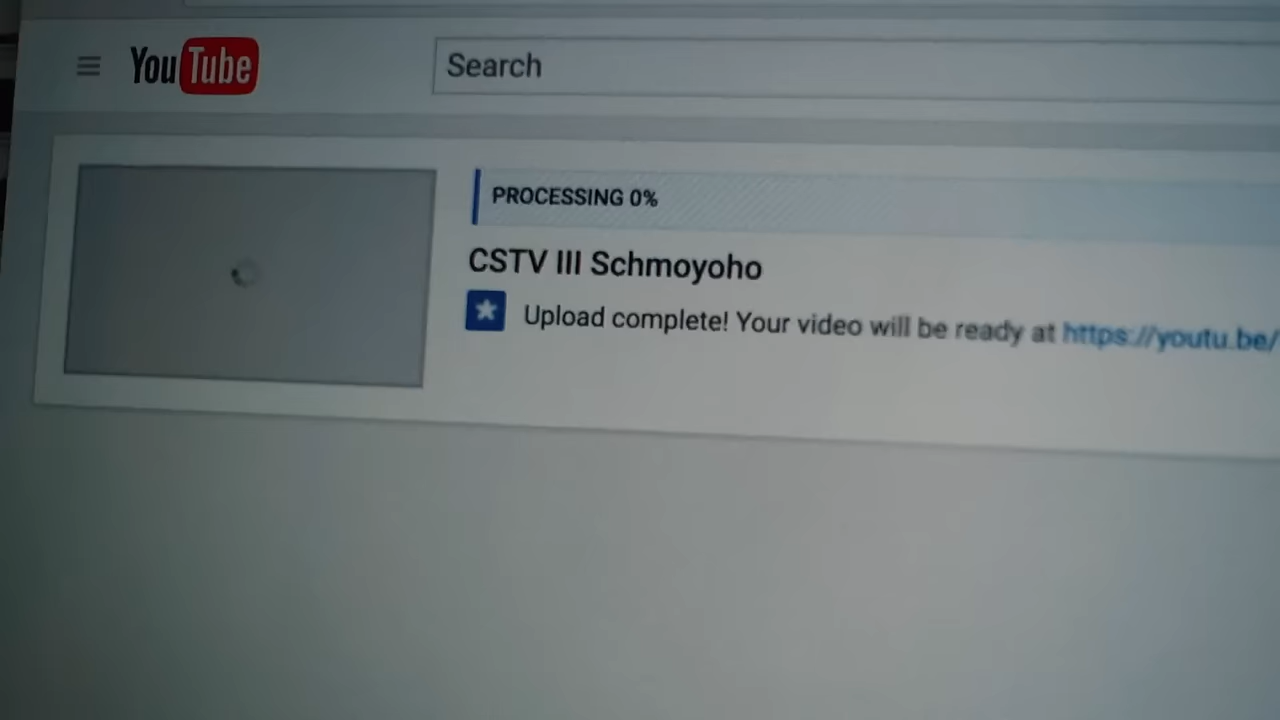 YouTube
Search
PROCESSING 0%
CSTV III Schmoyoho
Upload complete! Your video will be ready at https://youtu.be/